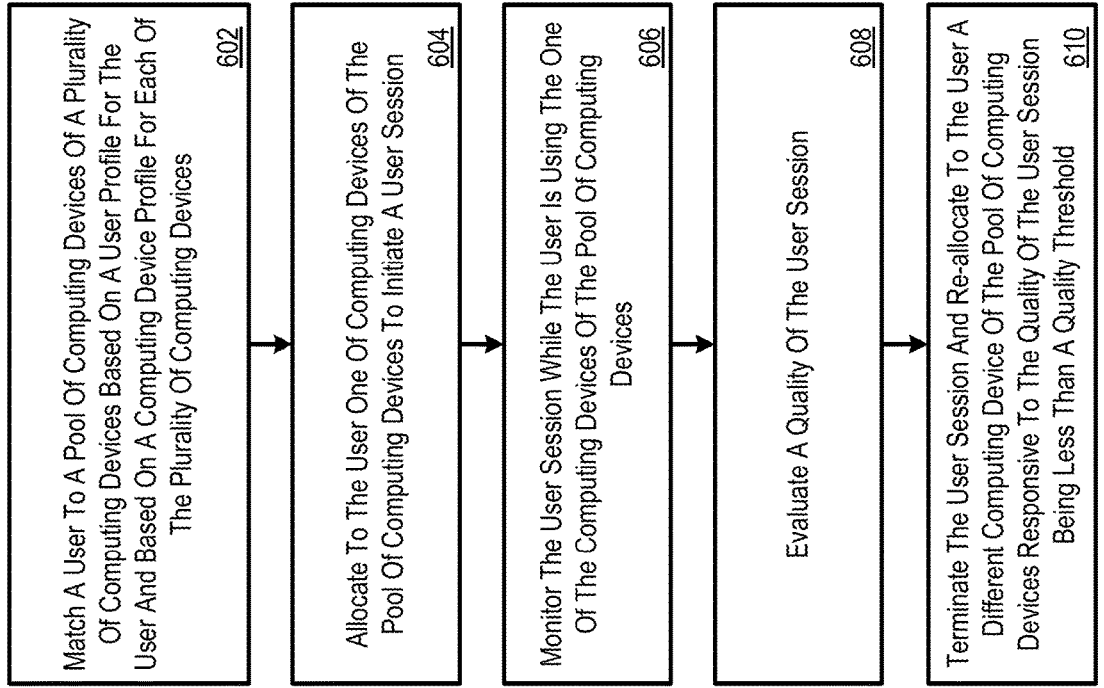 Match A User To A Pool Of Computing Devices Of A Plurality
Of Computing Devices Based On A User Profile For The
User And Based On A Computing Device Profile For Each Of
The Plurality Of Computing Devices
602
Allocate To The User One Of Computing Devices Of The
Pool Of Computing Devices To Initiate A User Session
604
Monitor The User Session While The User Is Using The One
Of The Computing Devices Of The Pool Of Computing
Devices
606
Evaluate A Quality Of The User Session
608
Terminate The User Session And Re-allocate To The User A
Different Computing Device Of The Pool Of Computing
Devices Responsive To The Quality Of The User Session
Being Less Than A Quality Threshold
610